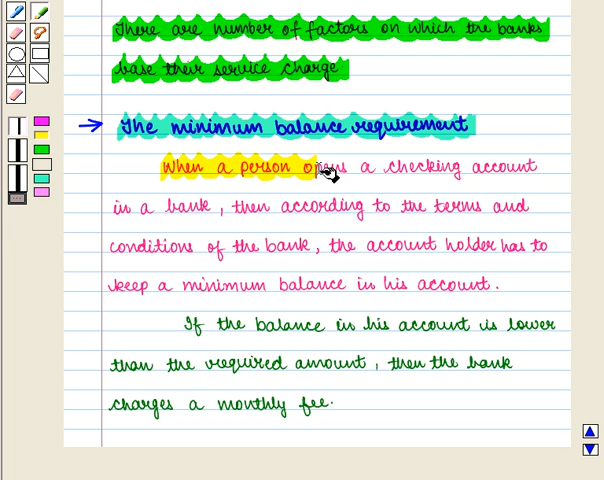 There are number of factors on which the banks
base their service charge
The minimum balance requirement
When a person opens a checking account
in a bank, then according to the terms and
conditions of the bank, the account holder has to
keep a minimum balance in his account.
If the balance in his account is lower
than the required amount, then the bank
charges a monthly fee.